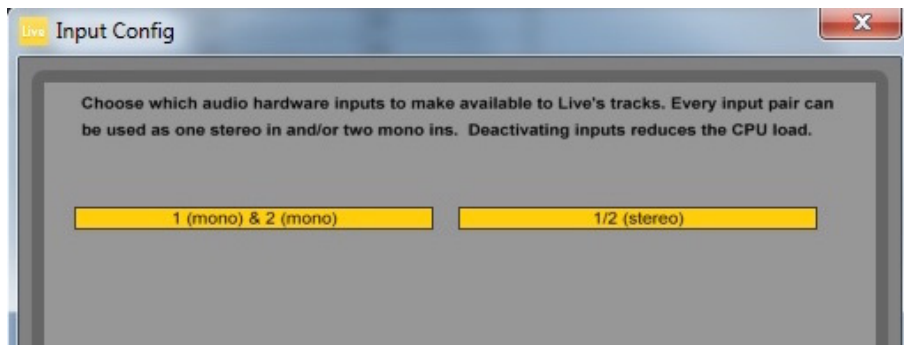 Live Input Config X
Choose which audio hardware inputs to make available to Live's tracks. Every input pair can
be used as one stereo in and/or two mono ins. Deactivating inputs reduces the CPU load.
1 (mono) & 2 (mono) 1/2 (stereo)